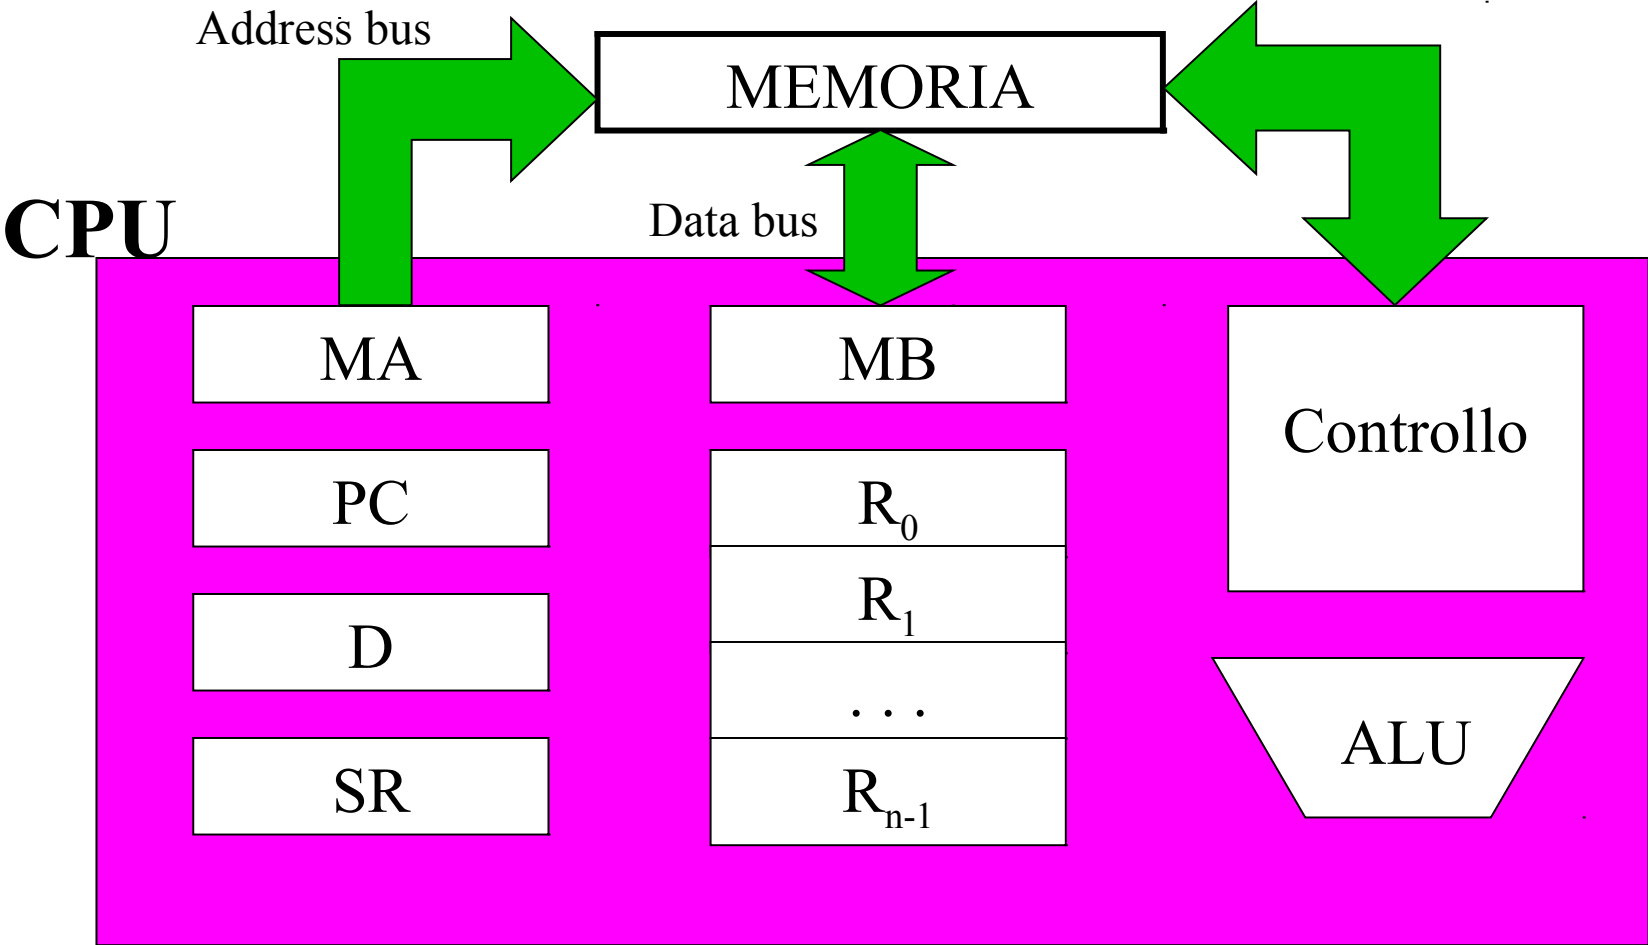 Address bus
MEMORIA
Data bus
CPU
MA
MB
Controllo
PC
R0
R1
D
. . .
SR
Rn-1
ALU